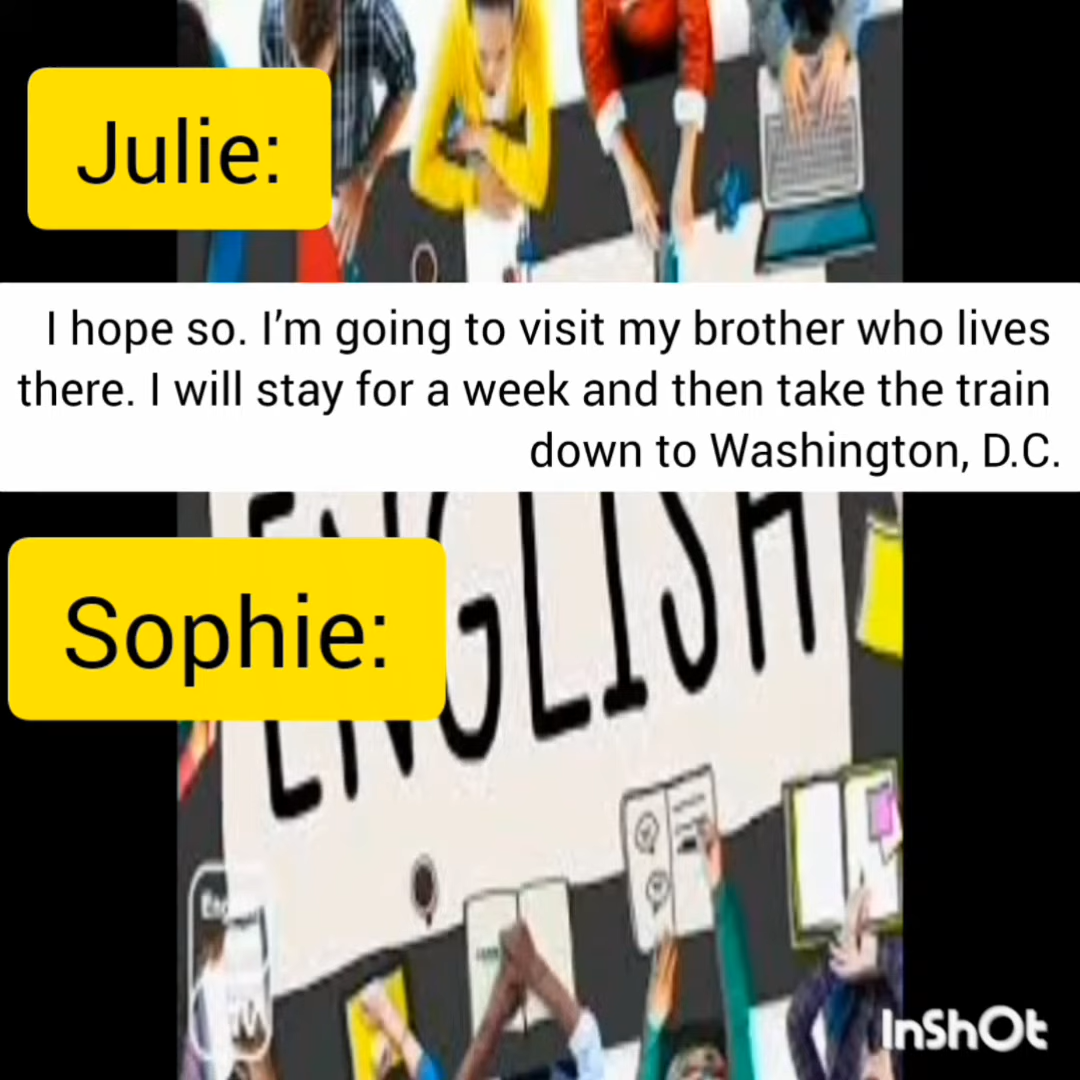 Julie:
I hope so. I’m going to visit my brother who lives
there. I will stay for a week and then take the train
down to Washington, D.C.
ENGLISH
Sophie:
InShOt